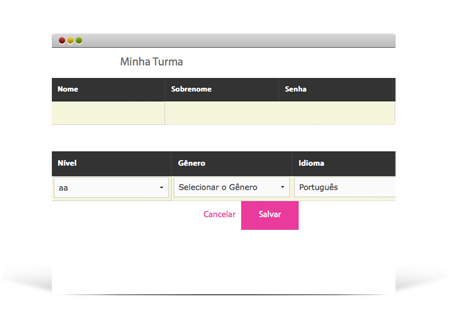 Minha Turma
Nome Sobrenome Senha
Nível Gênero Idioma
aa Selecionar o Gênero Português
Cancelar Salvar